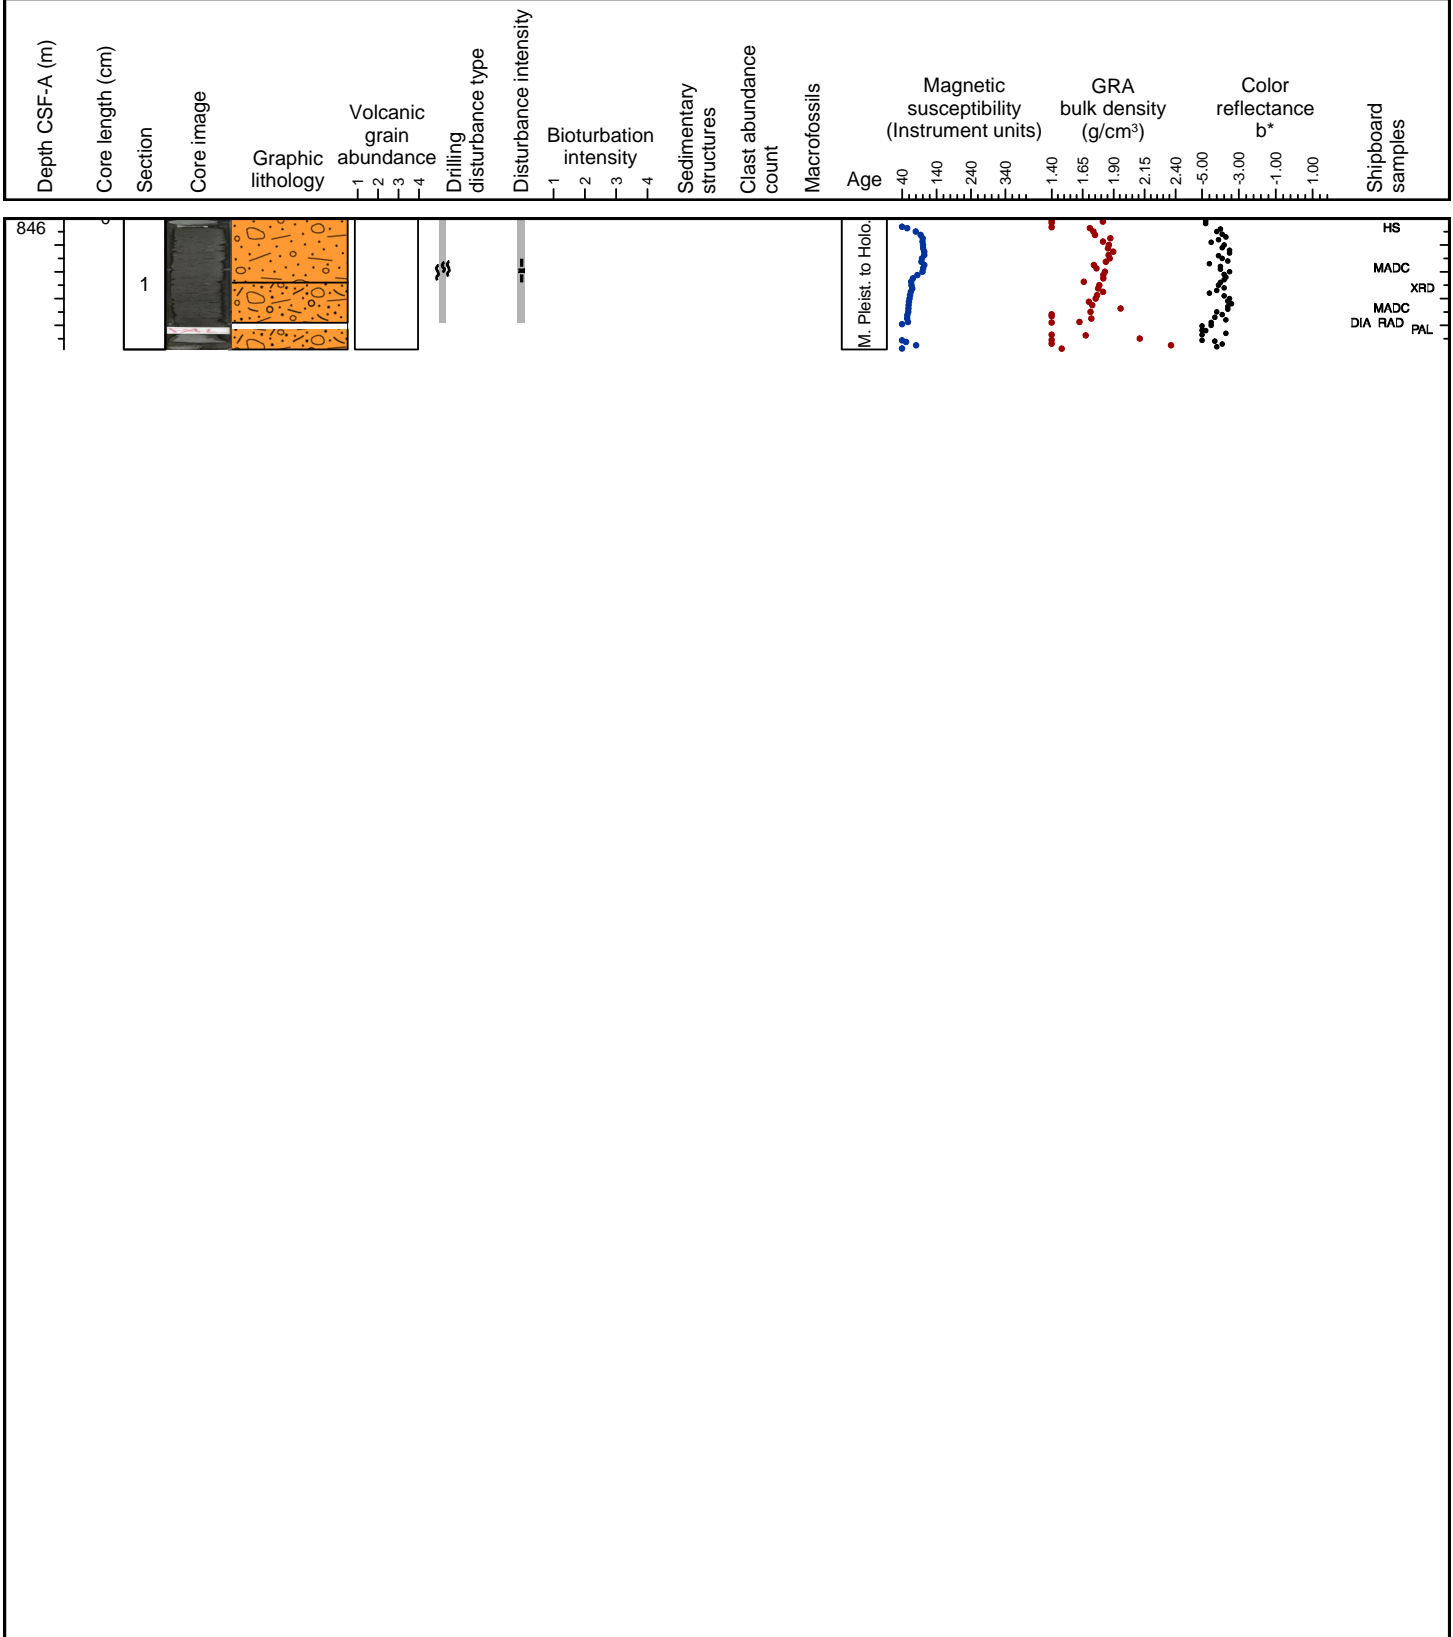 Depth CSF-A (m)
Core length (cm)
Section
Core image
Graphic
lithology
Volcanic
grain
abundance
1
2
3
4
Drilling
disturbance type
Disturbance intensity
Bioturbation
intensity
1
2
3
4
Sedimentary
structures
Clast abundance
count
Macrofossils
Age
Magnetic
susceptibility
(Instrument units)
40
140
240
340
GRA
bulk density
(g/cm³)
1.40
1.65
1.90
2.15
2.40
Color
reflectance
b*
-5.00
-3.00
-1.00
1.00
Shipboard
samples
846
0
1
M. Pleist. to Holo.
HS
MADC
XRD
MADC
DIA RAD PAL